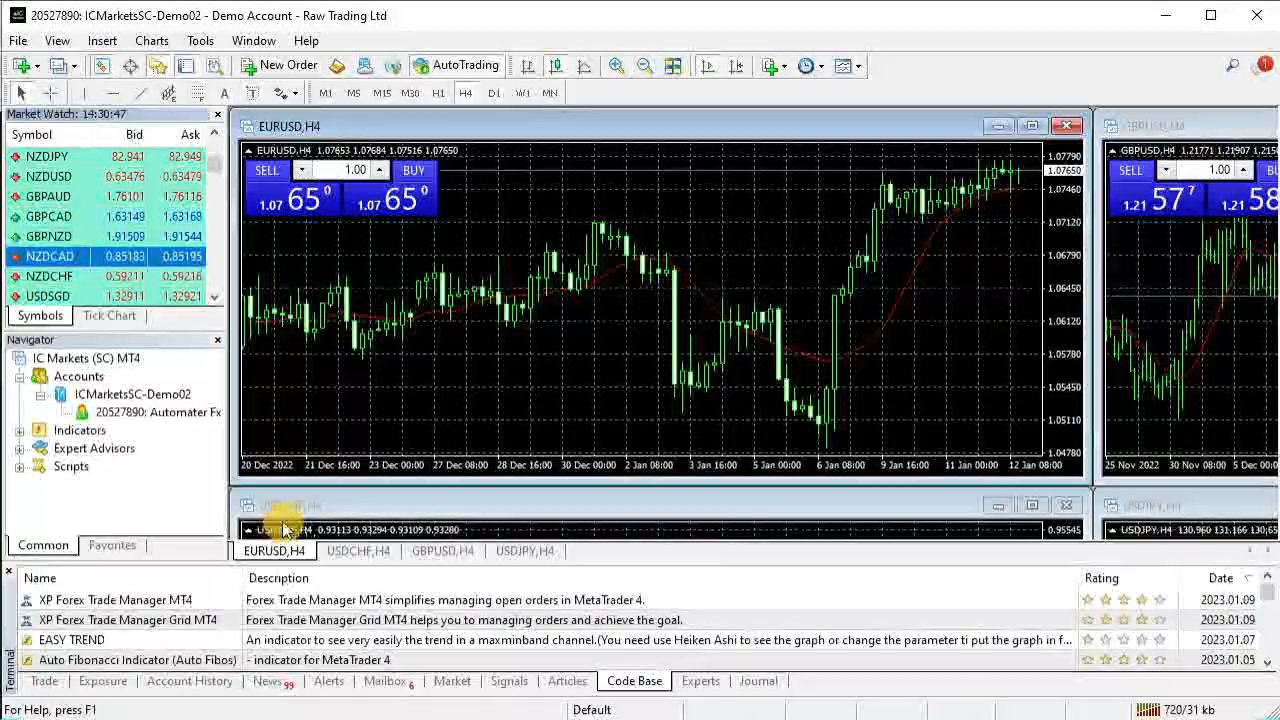 20527890: ICMarketsSC-Demo02 - Demo Account - Raw Trading Ltd
File View Insert Charts Tools Window Help
New Order AutoTrading 1
A T M1 M5 M15 M30 H1 H4 D1 W1 MN
Market Watch: 14:30:47
Symbol Bid Ask
NZDJPY 82.941 82.949
NZDUSD 0.63476 0.63479
GBPAUD 1.76101 1.76116
GBPCAD 1.63149 1.63168
GBPNZD 1.91509 1.91544
NZDCAD 0.85183 0.85195
NZDCHF 0.59211 0.59216
USDSGD 1.32911 1.32921
Symbols Tick Chart
Navigator
IC Markets (SC) MT4
Accounts
ICMarketsSC-Demo02
20527890: Automater Fx
Indicators
Expert Advisors
Scripts
Common Favorites
EURUSD,H4
EURUSD,H4 1.07653 1.07684 1.07516 1.07650
SELL 1.00 BUY
1.07 65 0 1.07 65 0
1.07790
1.07650
1.07460
1.07120
1.06790
1.06450
1.06120
1.05780
1.05450
1.05110
1.04780
20 Dec 2022 21 Dec 16:00 23 Dec 00:00 27 Dec 08:00 28 Dec 16:00 30 Dec 00:00 2 Jan 08:00 3 Jan 16:00 5 Jan 00:00 6 Jan 08:00 9 Jan 16:00 11 Jan 00:00 12 Jan 08:00
GBPUSD,H4
GBPUSD,H4 1.21771 1.21907
SELL 1.00
1.21 57 7 1.21 58
25 Nov 2022 30 Nov 08:00 5 Dec 00:00
0.93113 0.93294 0.93109 0.93280
0.95545
USDJPY,H4
USDJPY,H4 130.960 131.166
EURUSD,H4 USDCHF,H4 GBPUSD,H4 USDJPY,H4
Name Description Rating Date
XP Forex Trade Manager MT4 Forex Trade Manager MT4 simplifies managing open orders in MetaTrader 4. 2023.01.09
XP Forex Trade Manager Grid MT4 Forex Trade Manager Grid MT4 helps you to managing orders and achieve the goal. 2023.01.09
EASY TREND An indicator to see very easily the trend in a maxminband channel.(You need use Heiken Ashi to see the graph or change the parameter ti put the graph in f... 2023.01.07
Auto Fibonacci Indicator (Auto Fibos) - indicator for MetaTrader 4 2023.01.05
Terminal
Trade Exposure Account History News 99 Alerts Mailbox 6 Market Signals Articles Code Base Experts Journal
For Help, press F1 Default 720/31 kb